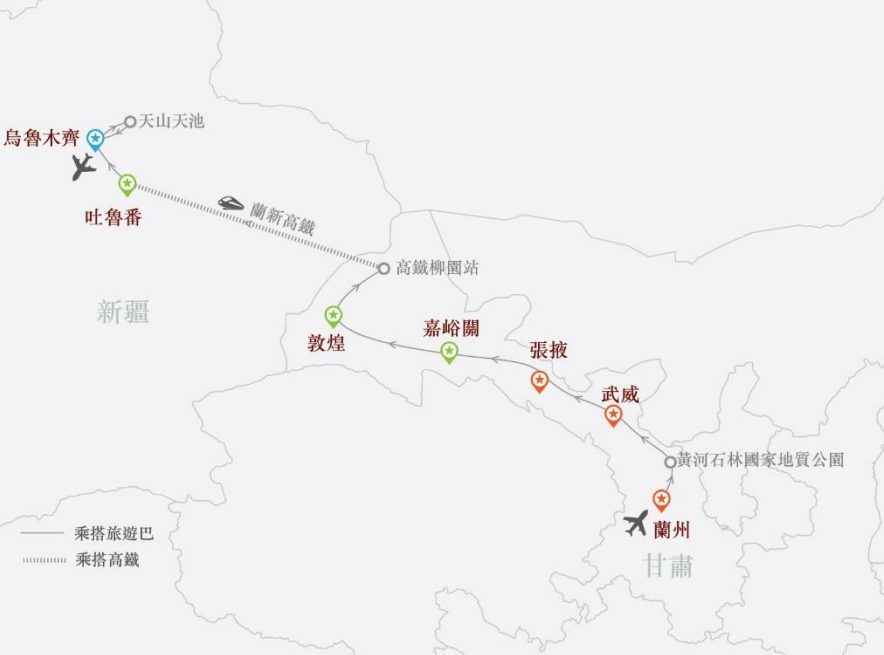 天山天池
烏魯木齊
吐魯番
蘭新高鐵
高鐵柳園站
新疆
敦煌
嘉峪關
張掖
武威
黃河石林國家地質公園
蘭州
甘肅
乘搭旅遊巴
乘搭高鐵